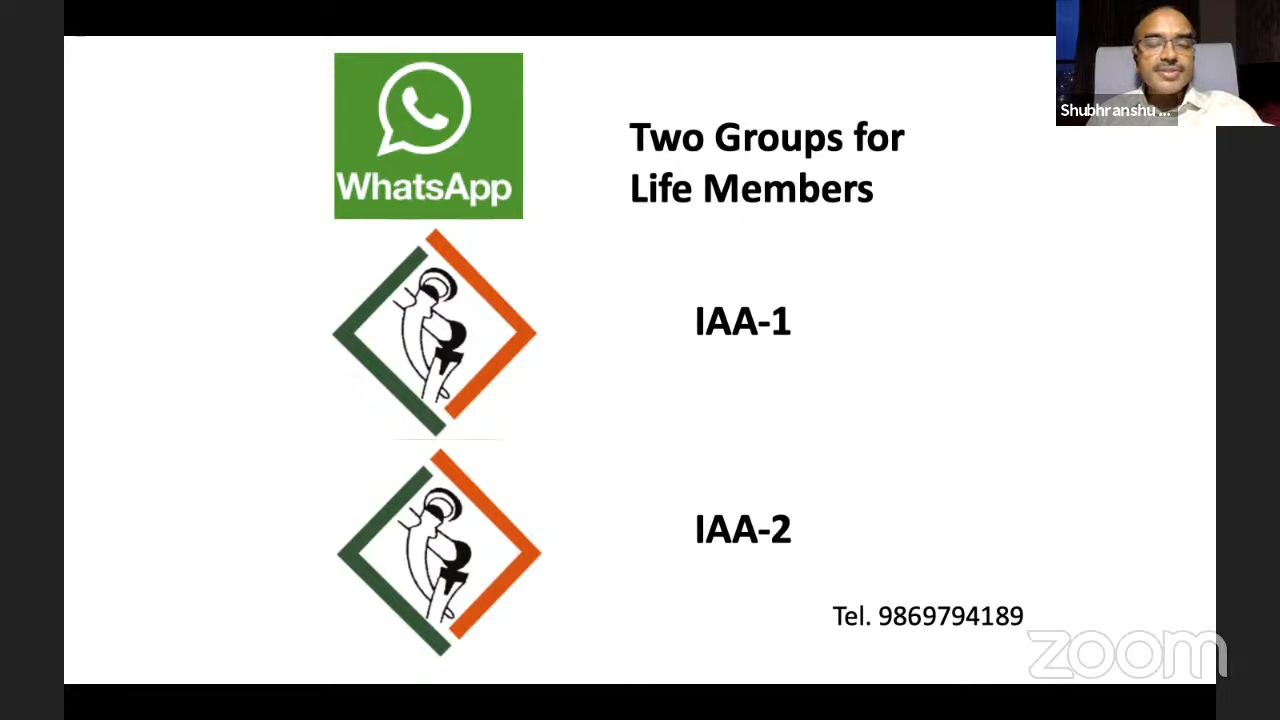 WhatsApp
Two Groups for
Life Members
Shubhranshu ...
IAA-1
IAA-2
Tel. 9869794189
zoom